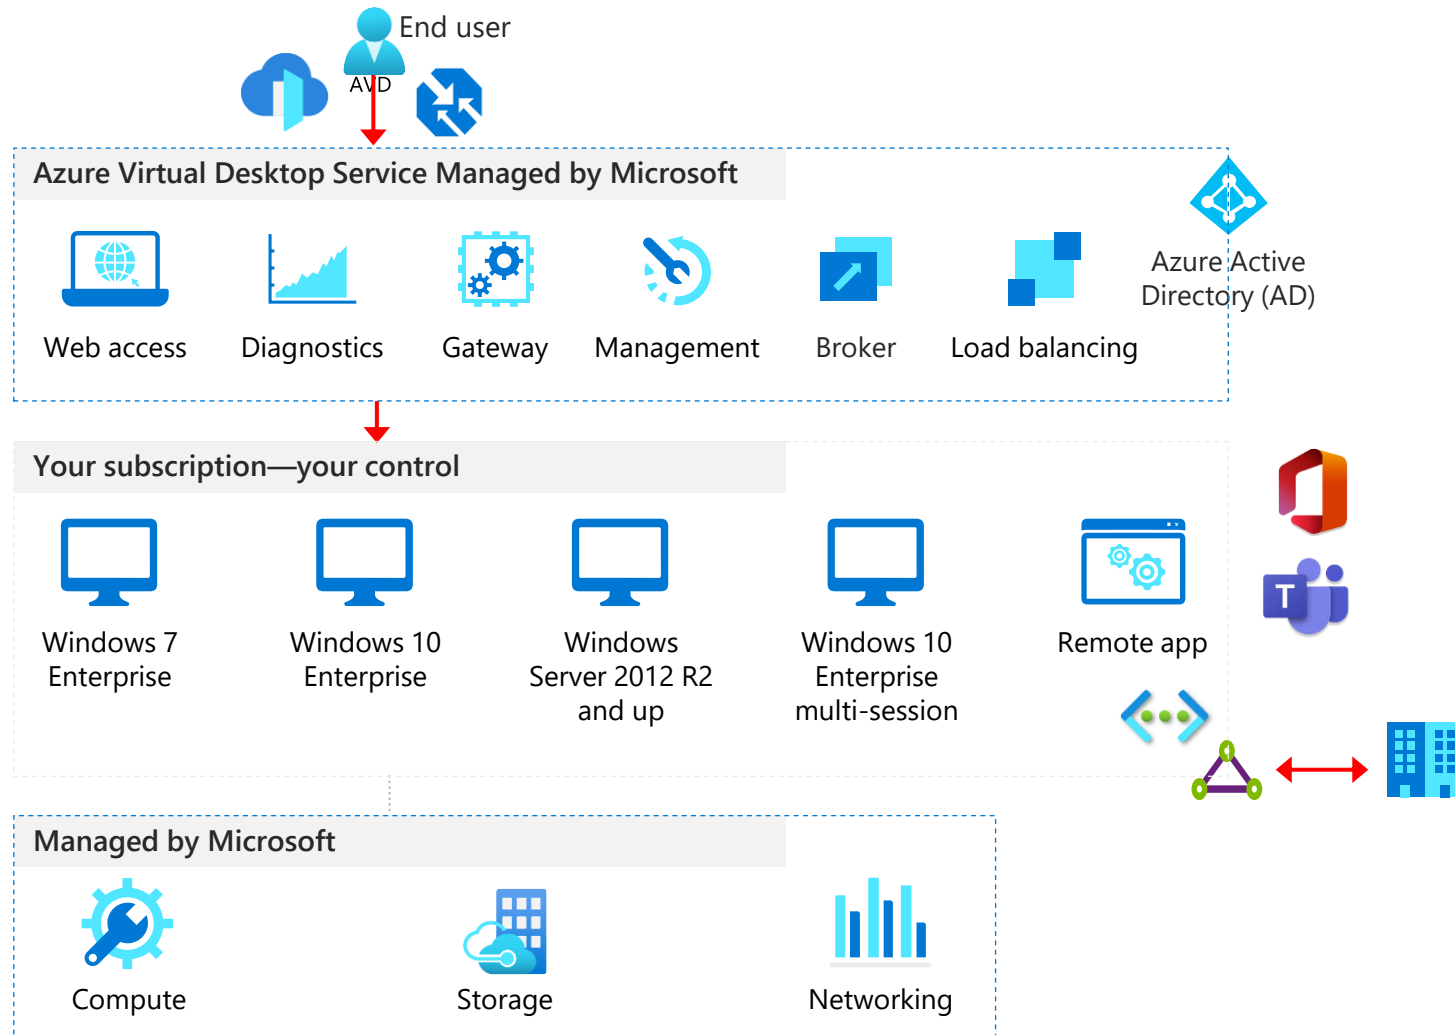 End user
AVD
Azure Virtual Desktop Service Managed by Microsoft
Web access
Diagnostics
Gateway
Management
Broker
Load balancing
Azure Active
Directory (AD)
Your subscription—your control
Windows 7
Enterprise
Windows 10
Enterprise
Windows
Server 2012 R2
and up
Windows 10
Enterprise
multi-session
Remote app
T
Managed by Microsoft
Compute
Storage
Networking